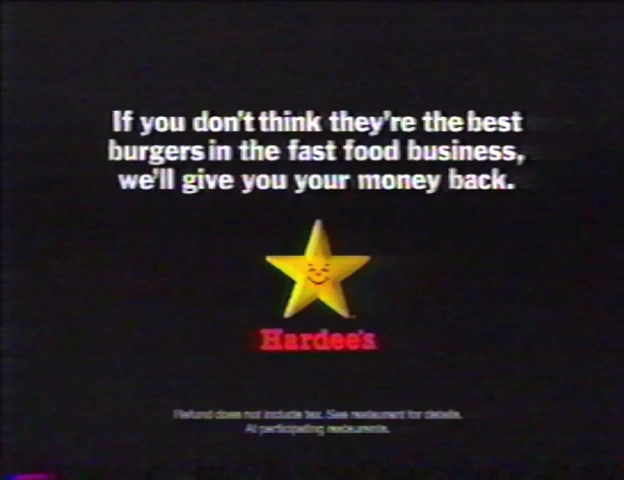 If you don't think they're the best
burgers in the fast food business,
we'll give you your money back.
Hardee's
Refund does not include tax. See restaurant for details.
At participating restaurants.